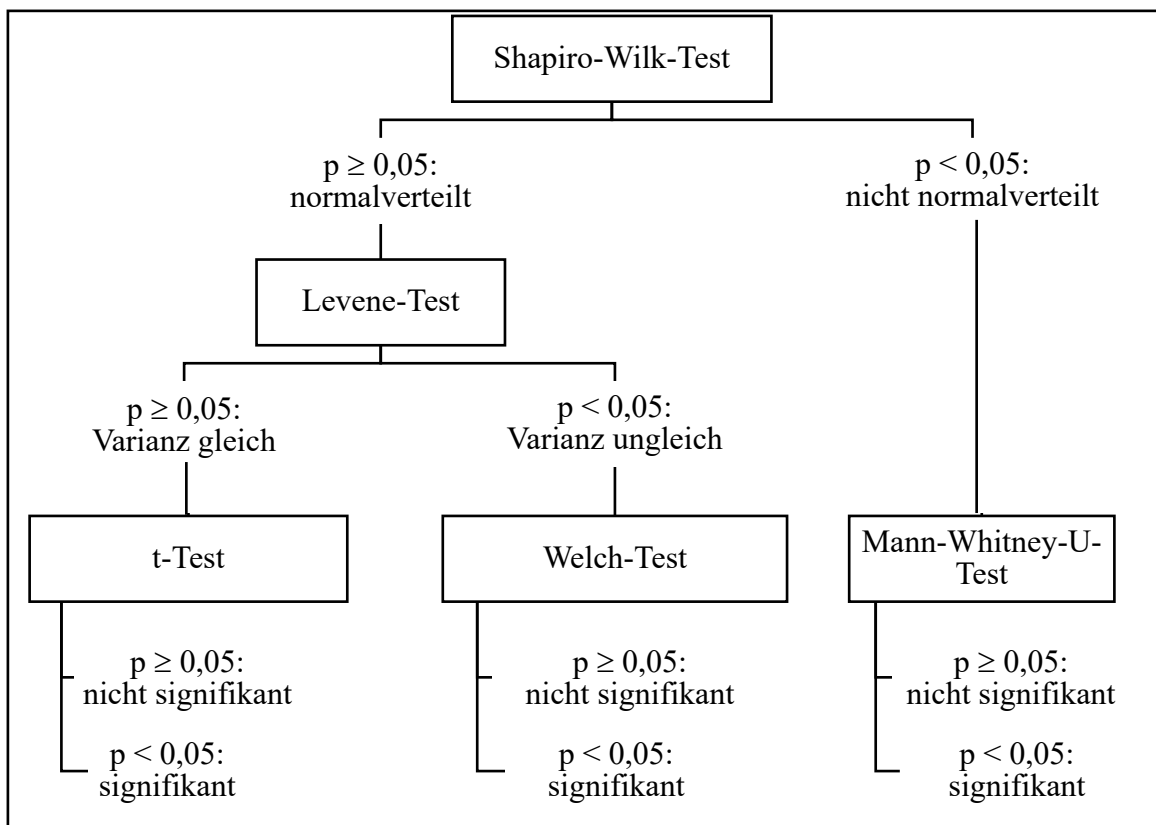 Shapiro-Wilk-Test
p ≥ 0,05:
normalverteilt
p < 0,05:
nicht normalverteilt
Levene-Test
p ≥ 0,05:
Varianz gleich
p < 0,05:
Varianz ungleich
t-Test
Welch-Test
Mann-Whitney-U-
Test
p ≥ 0,05:
nicht signifikant
p < 0,05:
signifikant
p ≥ 0,05:
nicht signifikant
p < 0,05:
signifikant
p ≥ 0,05:
nicht signifikant
p < 0,05:
signifikant